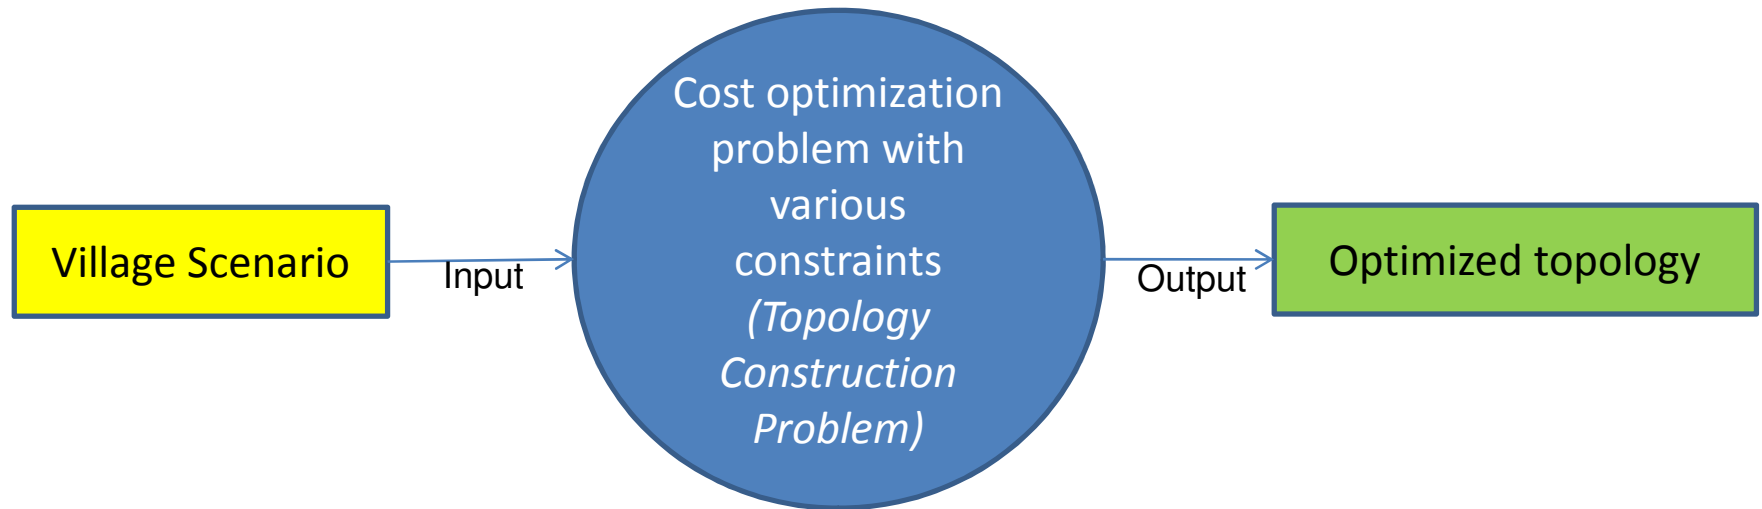 Village Scenario
Input
Cost optimization
problem with
various
constraints
(Topology
Construction
Problem)
Output
Optimized topology